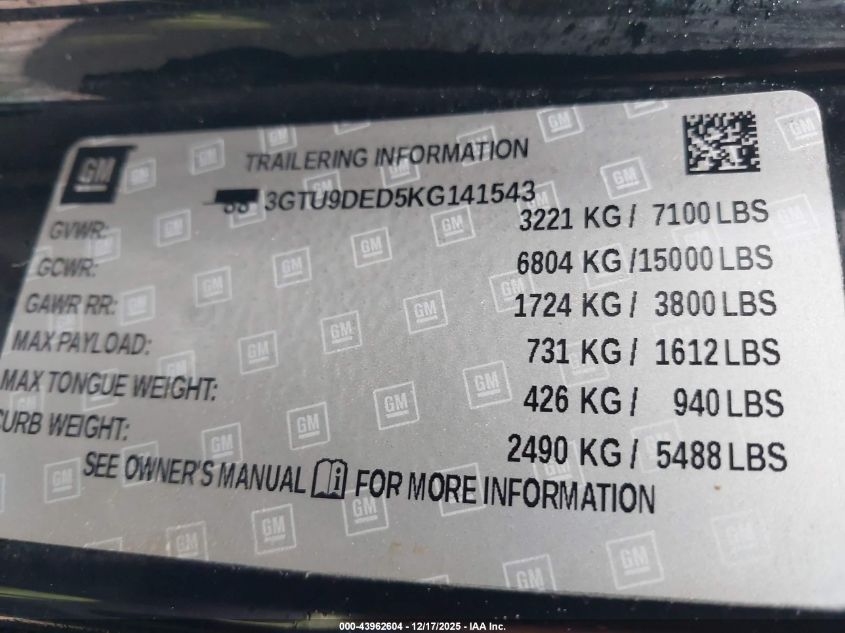 GM
TRAILERING INFORMATION
3GTU9DED5KG141543
GVWR: 3221 KG / 7100 LBS
GCWR: 6804 KG /15000 LBS
GAWR RR: 1724 KG / 3800 LBS
MAX PAYLOAD: 731 KG / 1612 LBS
MAX TONGUE WEIGHT: 426 KG / 940 LBS
CURB WEIGHT: 2490 KG / 5488 LBS
SEE OWNER'S MANUAL FOR MORE INFORMATION
000-43962604 - 12/17/2025 - IAA Inc.